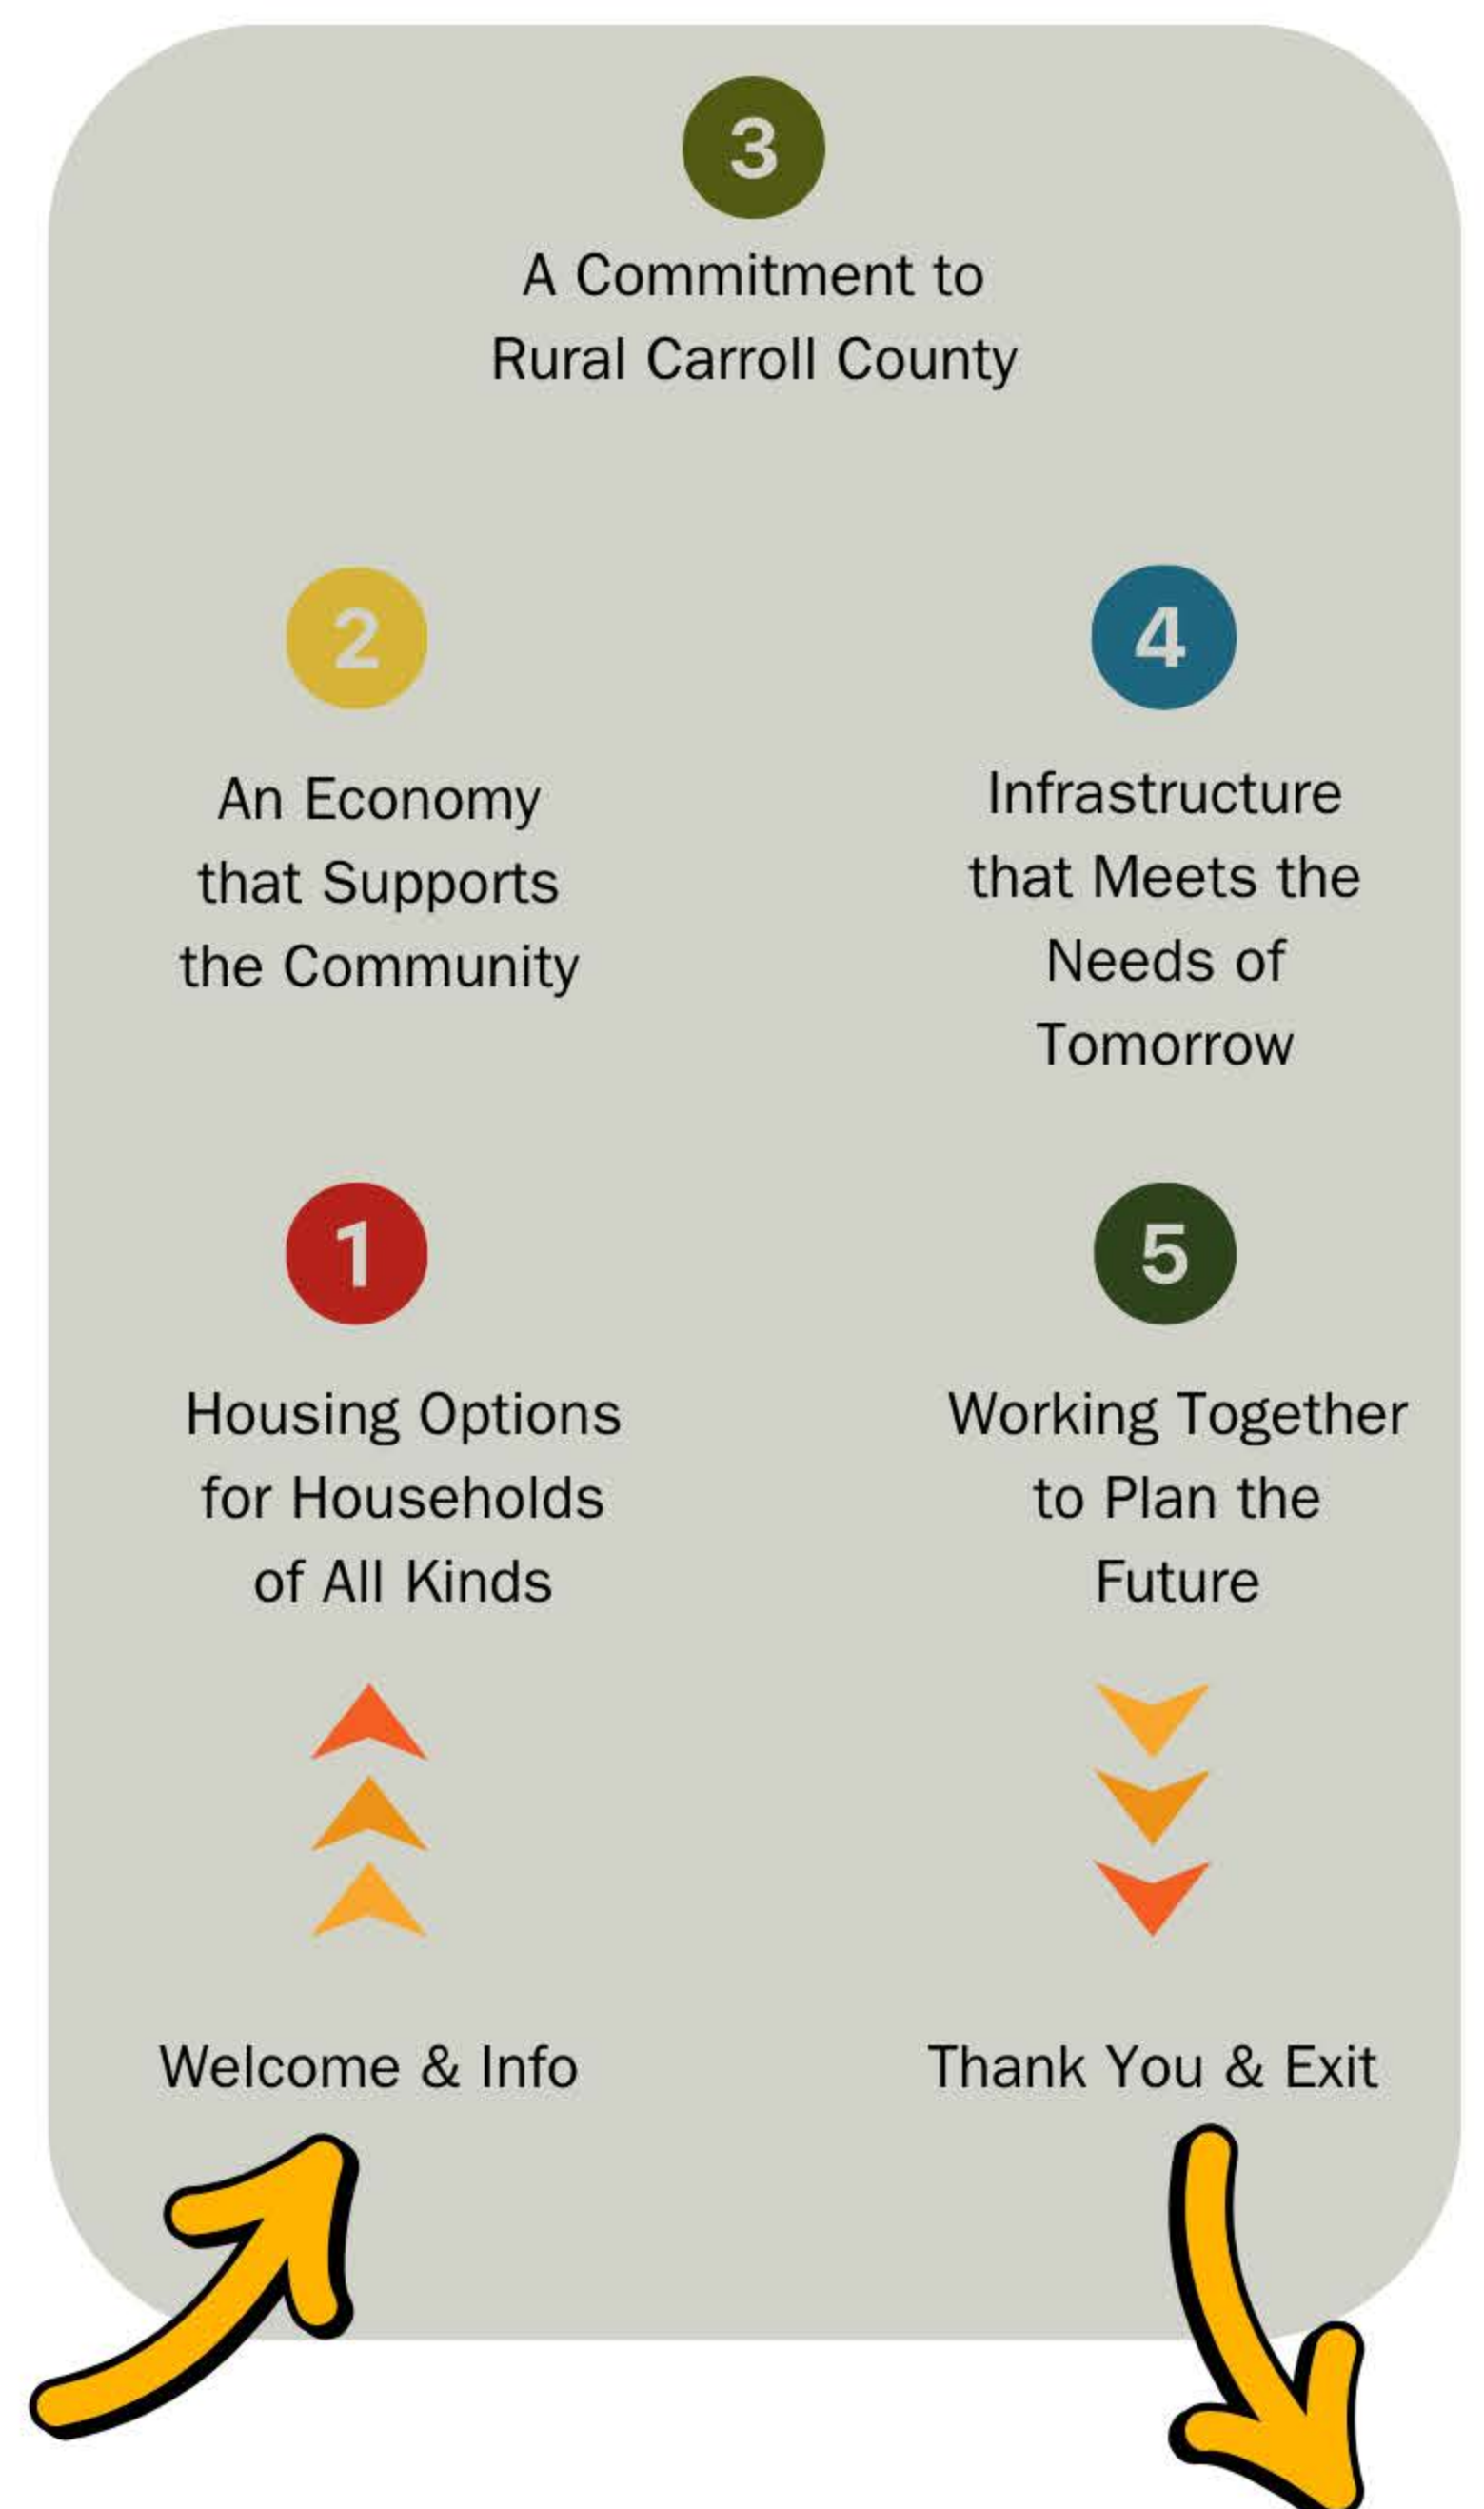 3
A Commitment to
Rural Carroll County
2
An Economy
that Supports
the Community
4
Infrastructure
that Meets the
Needs of
Tomorrow
1
Housing Options
for Households
of All Kinds
5
Working Together
to Plan the
Future
Welcome & Info
Thank You & Exit